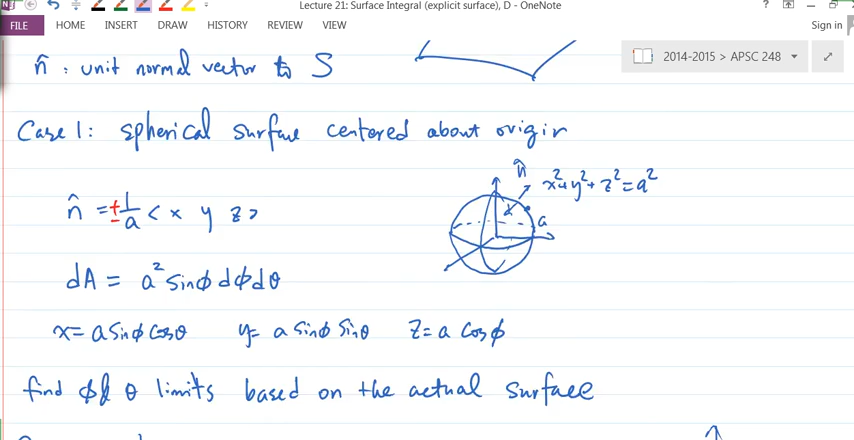 Lecture 21: Surface Integral (explicit surface), D - OneNote
Sign in
FILE HOME INSERT DRAW HISTORY REVIEW VIEW
2014-2015 > APSC 248
n̂ : unit normal vector to S
Case 1: spherical surface centered about origin
n̂ = ± 1/a < x y z >
n̂
x² + y² + z² = a²
a
dA = a² sinϕ dϕ dθ
x = a sinϕ cosθ y = a sinϕ sinθ z = a cosϕ
find ϕ & θ limits based on the actual surface